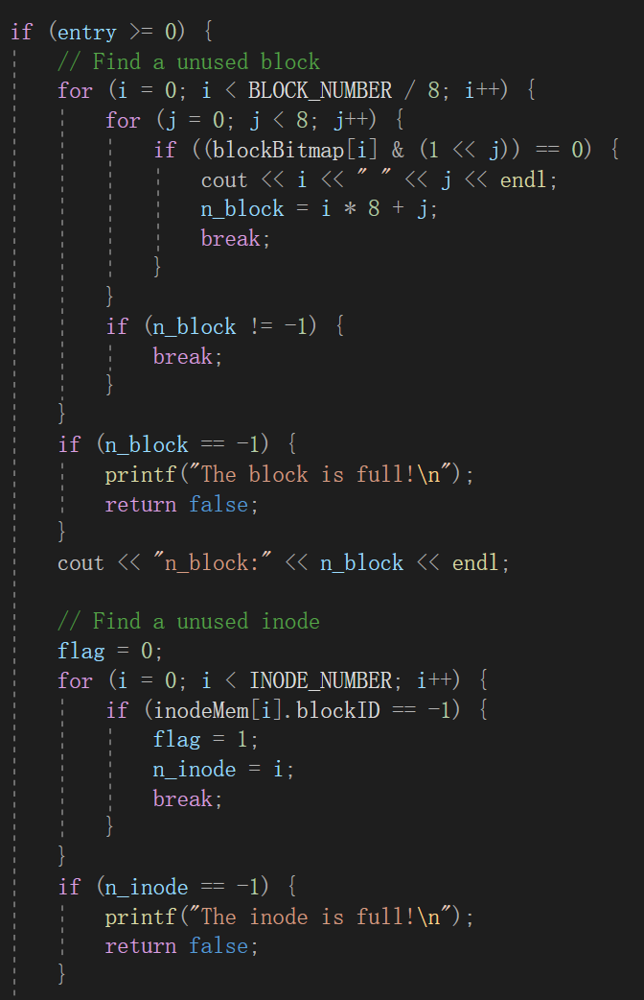 if (entry >= 0) {
// Find a unused block
for (i = 0; i < BLOCK_NUMBER / 8; i++) {
for (j = 0; j < 8; j++) {
if ((blockBitmap[i] & (1 << j)) == 0) {
cout << i << " " << j << endl;
n_block = i * 8 + j;
break;
}
}
if (n_block != -1) {
break;
}
}
if (n_block == -1) {
printf("The block is full!\n");
return false;
}
cout << "n_block:" << n_block << endl;
// Find a unused inode
flag = 0;
for (i = 0; i < INODE_NUMBER; i++) {
if (inodeMem[i].blockID == -1) {
flag = 1;
n_inode = i;
break;
}
}
if (n_inode == -1) {
printf("The inode is full!\n");
return false;
}